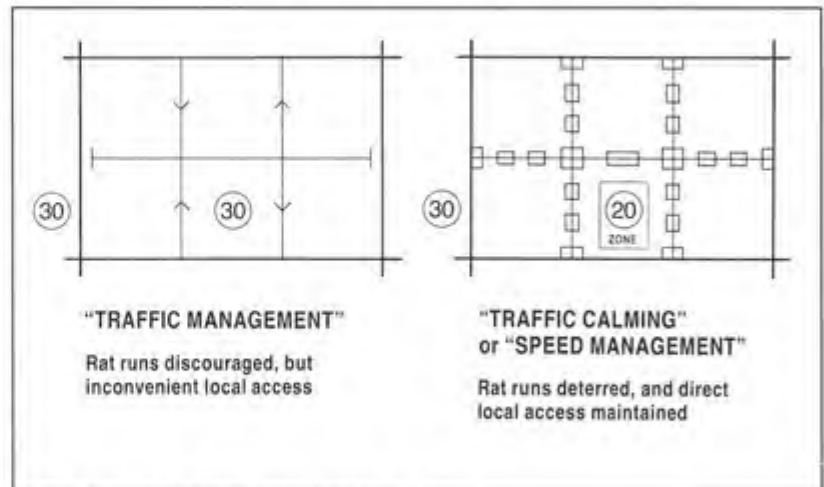 30
30
"TRAFFIC MANAGEMENT"
Rat runs discouraged, but
inconvenient local access
30
20
ZONE
"TRAFFIC CALMING"
or "SPEED MANAGEMENT"
Rat runs deterred, and direct
local access maintained